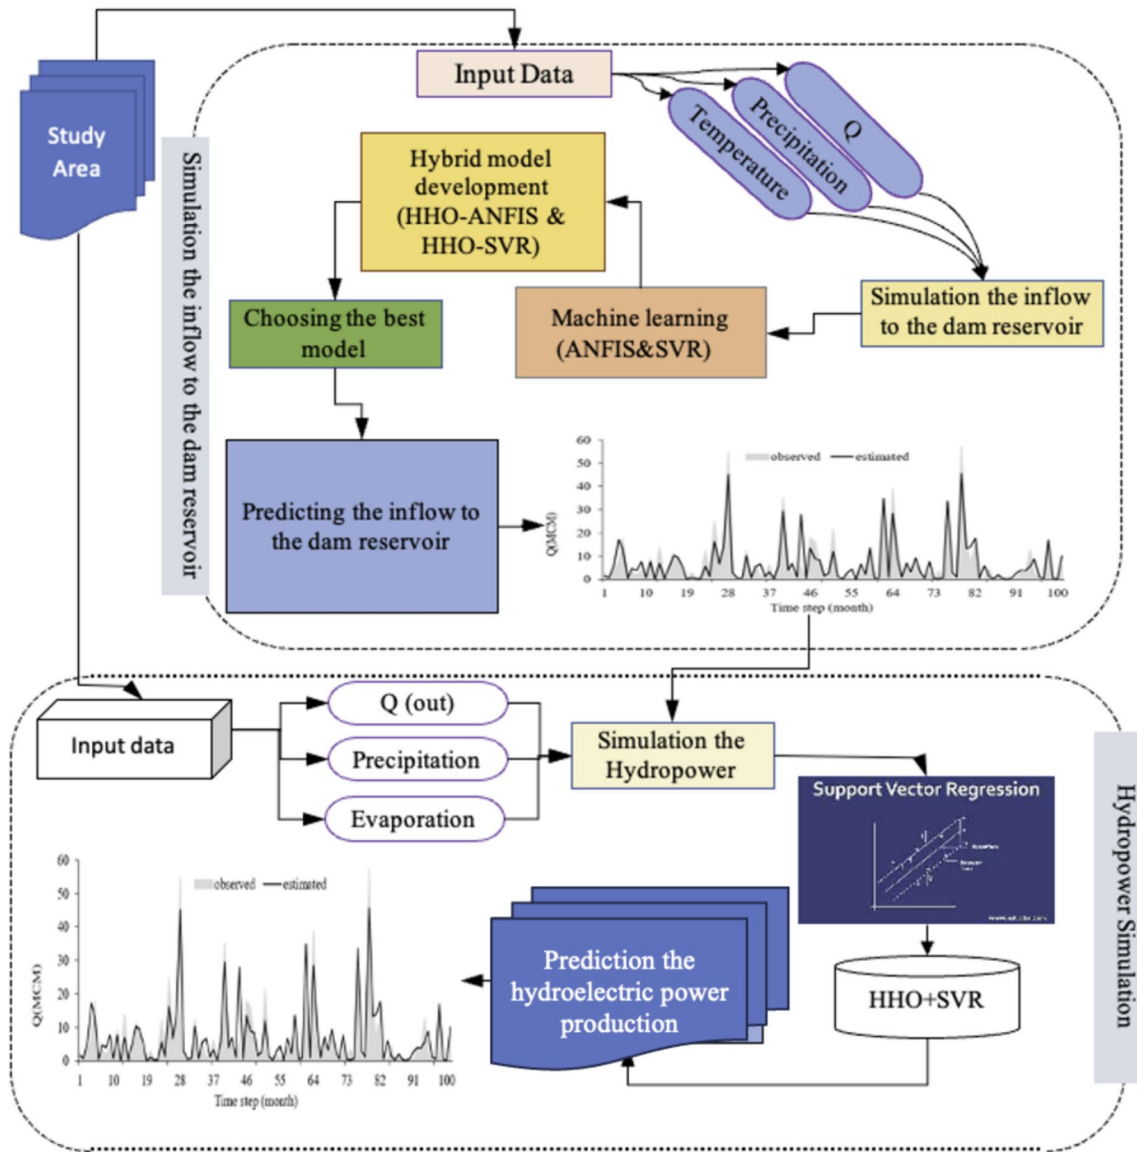 Study
Area
Simulation the inflow to the dam reservoir
Input Data
Q
Precipitation
Temperature
Simulation the inflow
to the dam reservoir
Machine learning
(ANFIS&SVR)
Hybrid model
development
(HHO-ANFIS &
HHO-SVR)
Choosing the best
model
Predicting the inflow to
the dam reservoir
60
50
40
30
20
10
0
Q(MCM)
observed
estimated
1 10 19 28 37 46 55 64 73 82 91 100
Time step (month)
Input data
Q (out)
Precipitation
Evaporation
Simulation the
Hydropower
Support Vector Regression
HHO+SVR
Prediction the
hydroelectric power
production
Hydropower Simulation
60
50
40
30
20
10
0
Q(MCM)
observed
estimated
1 10 19 28 37 46 55 64 73 82 91 100
Time step (month)